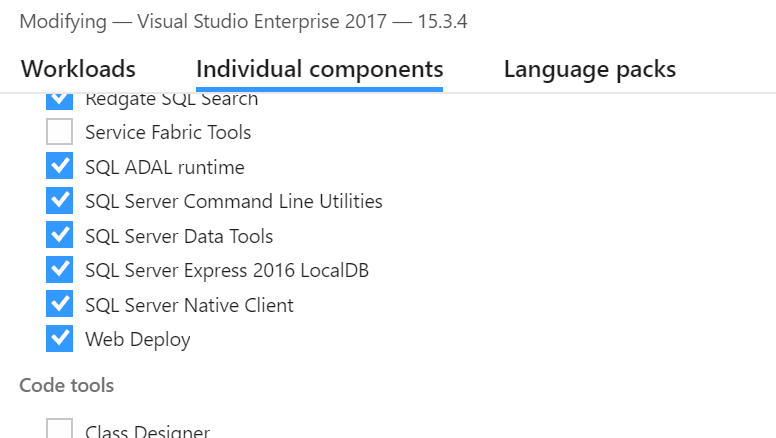 Modifying — Visual Studio Enterprise 2017 — 15.3.4
Workloads Individual components Language packs
Redgate SQL Search
Service Fabric Tools
SQL ADAL runtime
SQL Server Command Line Utilities
SQL Server Data Tools
SQL Server Express 2016 LocalDB
SQL Server Native Client
Web Deploy
Code tools
Class Designer